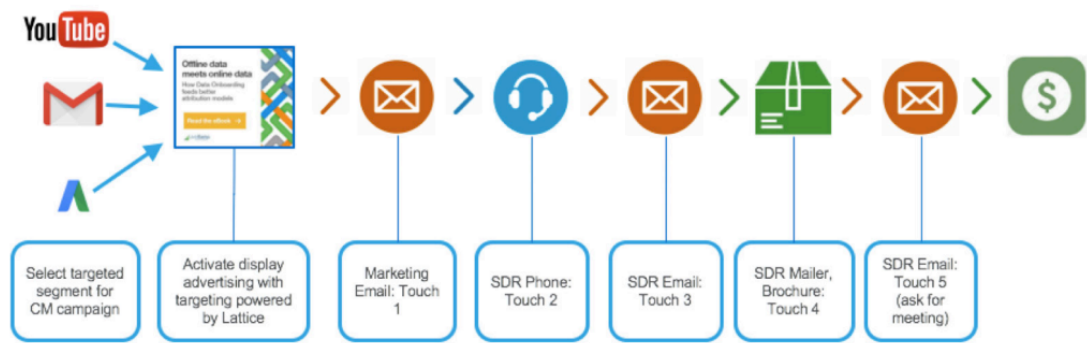 YouTube
Offline data
meets online data
How Data Onboarding
feeds better
attribution models
Read the eBook
Select targeted
segment for
CM campaign
Activate display
advertising with
targeting powered
by Lattice
Marketing
Email: Touch
1
SDR Phone:
Touch 2
SDR Email:
Touch 3
SDR Mailer,
Brochure:
Touch 4
SDR Email:
Touch 5
(ask for
meeting)
$